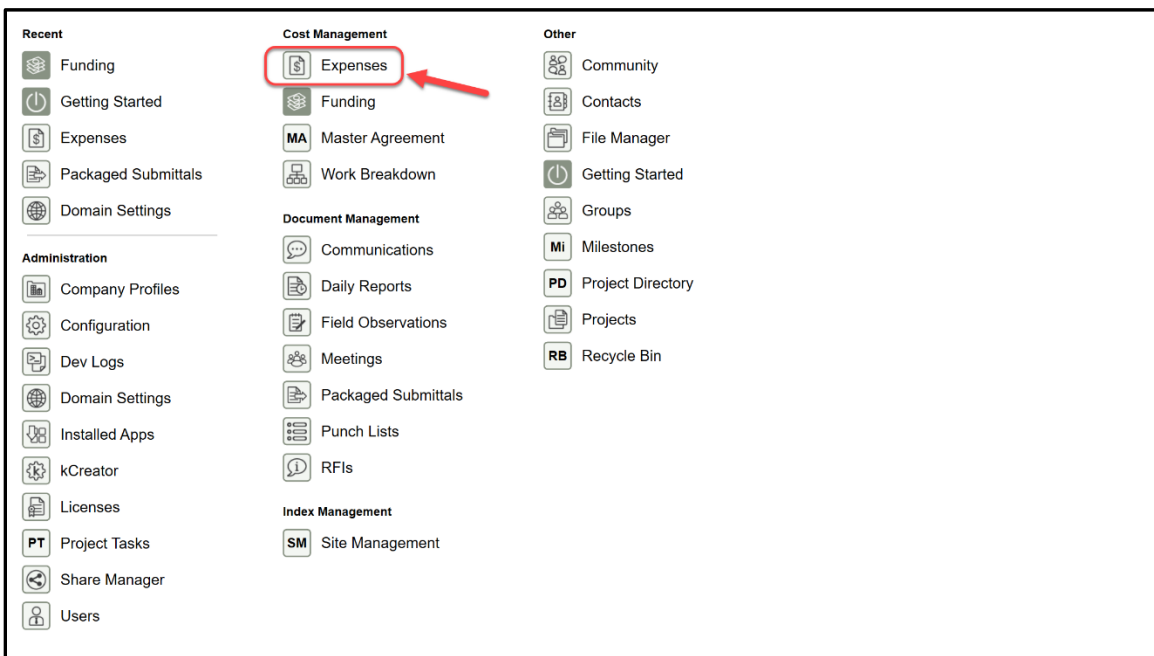 Recent
Funding
Getting Started
Expenses
Packaged Submittals
Domain Settings
Administration
Company Profiles
Configuration
Dev Logs
Domain Settings
Installed Apps
kCreator
Licenses
PT Project Tasks
Share Manager
Users
Cost Management
Expenses
Funding
MA Master Agreement
Work Breakdown
Document Management
Communications
Daily Reports
Field Observations
Meetings
Packaged Submittals
Punch Lists
RFIs
Index Management
SM Site Management
Other
Community
Contacts
File Manager
Getting Started
Groups
Mi Milestones
PD Project Directory
Projects
RB Recycle Bin